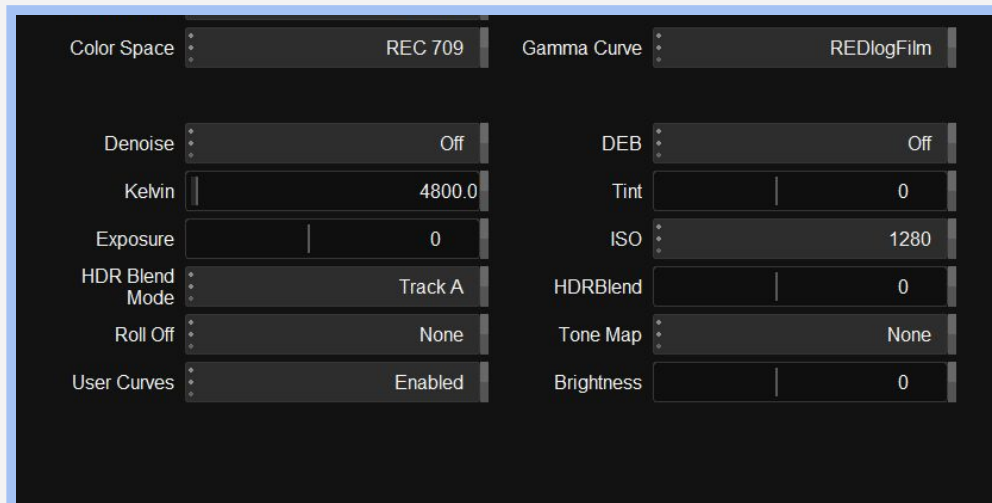 Color Space REC 709 Gamma Curve REDlogFilm
Denoise Off DEB Off
Kelvin 4800.0 Tint 0
Exposure 0 ISO 1280
HDR Blend
Mode Track A HDRBlend 0
Roll Off None Tone Map None
User Curves Enabled Brightness 0